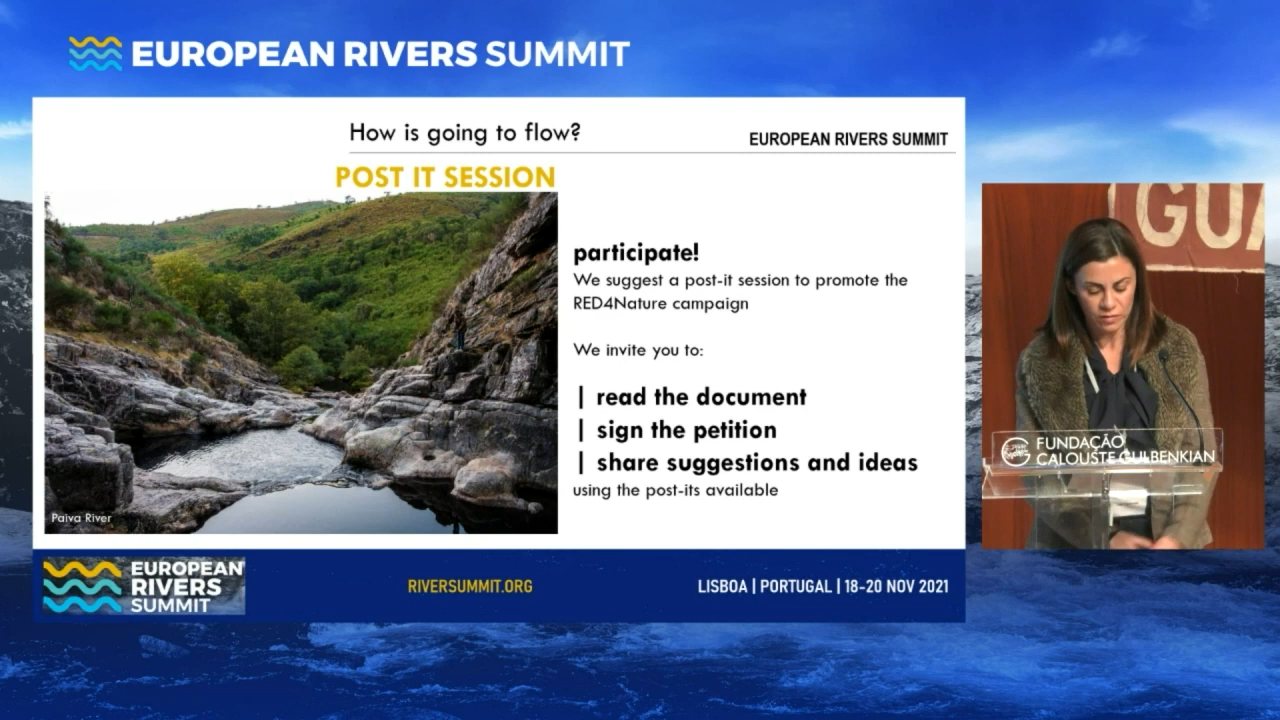 EUROPEAN RIVERS SUMMIT
How is going to flow?
EUROPEAN RIVERS SUMMIT
POST IT SESSION
participate!
We suggest a post-it session to promote the
RED4Nature campaign
We invite you to:
| read the document
| sign the petition
| share suggestions and ideas
using the post-its available
Paiva River
GUA
FUNDAÇÃO
CALOUSTE GULBENKIAN
EUROPEAN
RIVERS
SUMMIT
RIVERSUMMIT.ORG
LISBOA | PORTUGAL | 18-20 NOV 2021